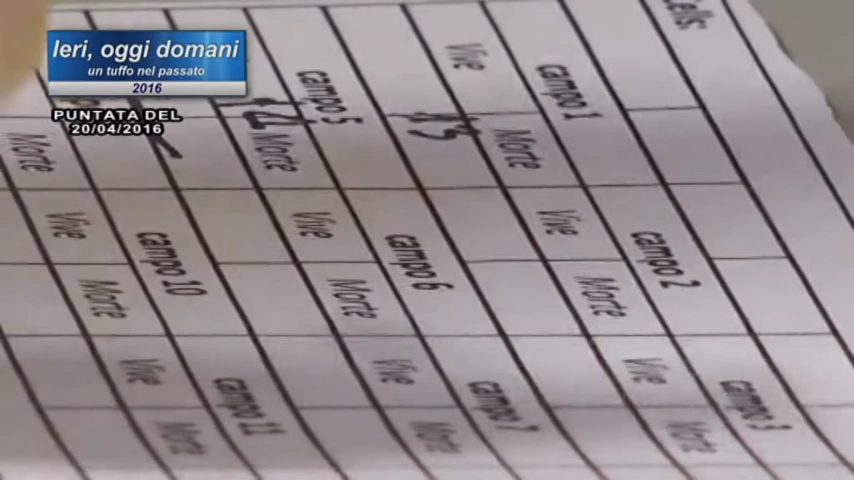 Ieri, oggi domani
un tuffo nel passato
2016
PUNTATA DEL
20/04/2016
Cells:
campo 1
campo 2
campo 3
Vive
Morte
Vive
Morte
Vive
Morte
campo 5
campo 6
campo 7
Morte
Vive
Morte
Vive
Morte
campo 10
campo 11
Morte
Vive
Morte
Vive
Morte